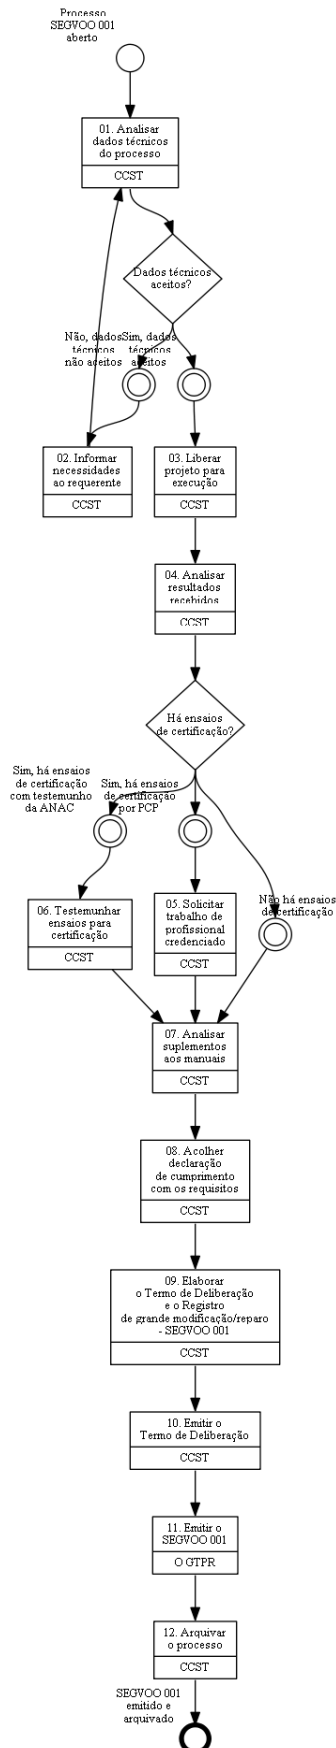 Processo
SEGVOO 001
aberto
01. Analisar
dados técnicos
do processo
CCST
Dados técnicos
aceitos?
Não, dados
técnicos
não aceitos
Sim, dados
técnicos
aceitos
02. Informar
necessidades
ao requerente
CCST
03. Liberar
projeto para
execução
CCST
04. Analisar
resultados
recebidos
CCST
Há ensaios
de certificação?
Sim, há ensaios
de certificação
com testemunho
da ANAC
Sim, há ensaios
de certificação
por PCP
Não há ensaios
de certificação
06. Testemunhar
ensaios para
certificação
CCST
05. Solicitar
trabalho de
profissional
credenciado
CCST
07. Analisar
suplementos
aos manuais
CCST
08. Acolher
declaração
de cumprimento
com os requisitos
CCST
09. Elaborar
o Termo de Deliberação
e o Registro
de grande modificação/reparo
- SEGVOO 001
CCST
10. Emitir o
Termo de Deliberação
CCST
11. Emitir o
SEGVOO 001
O GTPR
12. Arquivar
o processo
CCST
SEGVOO 001
emitido e
arquivado